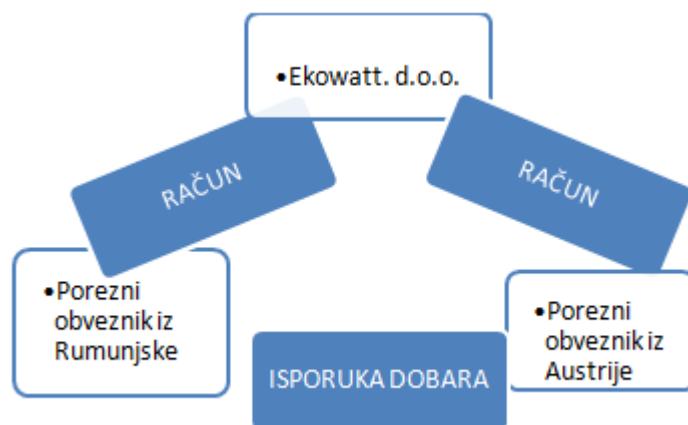 •Ekowatt. d.o.o.
RAČUN
RAČUN
•Porezni
obveznik iz
Rumunjske
•Porezni
obveznik iz
Austrije
ISPORUKA DOBARA